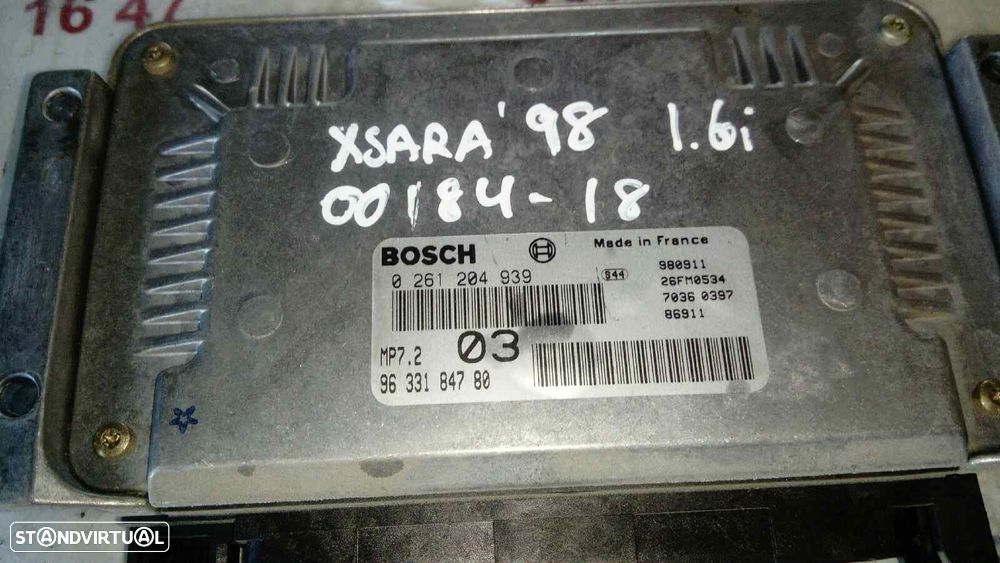 16 47
XSARA '98 1.6i
00184-18
BOSCH
Made in France
0 261 204 939
944
980911
26FM0534
7036 0397
86911
MP7.2
03
96 331 847 80
STANDVIRTUAL